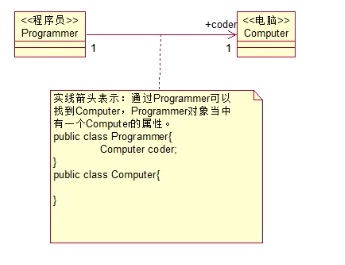 <<程序员>>
Programmer
+coder
<<电脑>>
Computer
1
1
实线箭头表示：通过Programmer可以
找到Computer，Programmer对象当中
有一个Computer的属性。
public class Programmer{
Computer coder;
}
public class Computer{
}